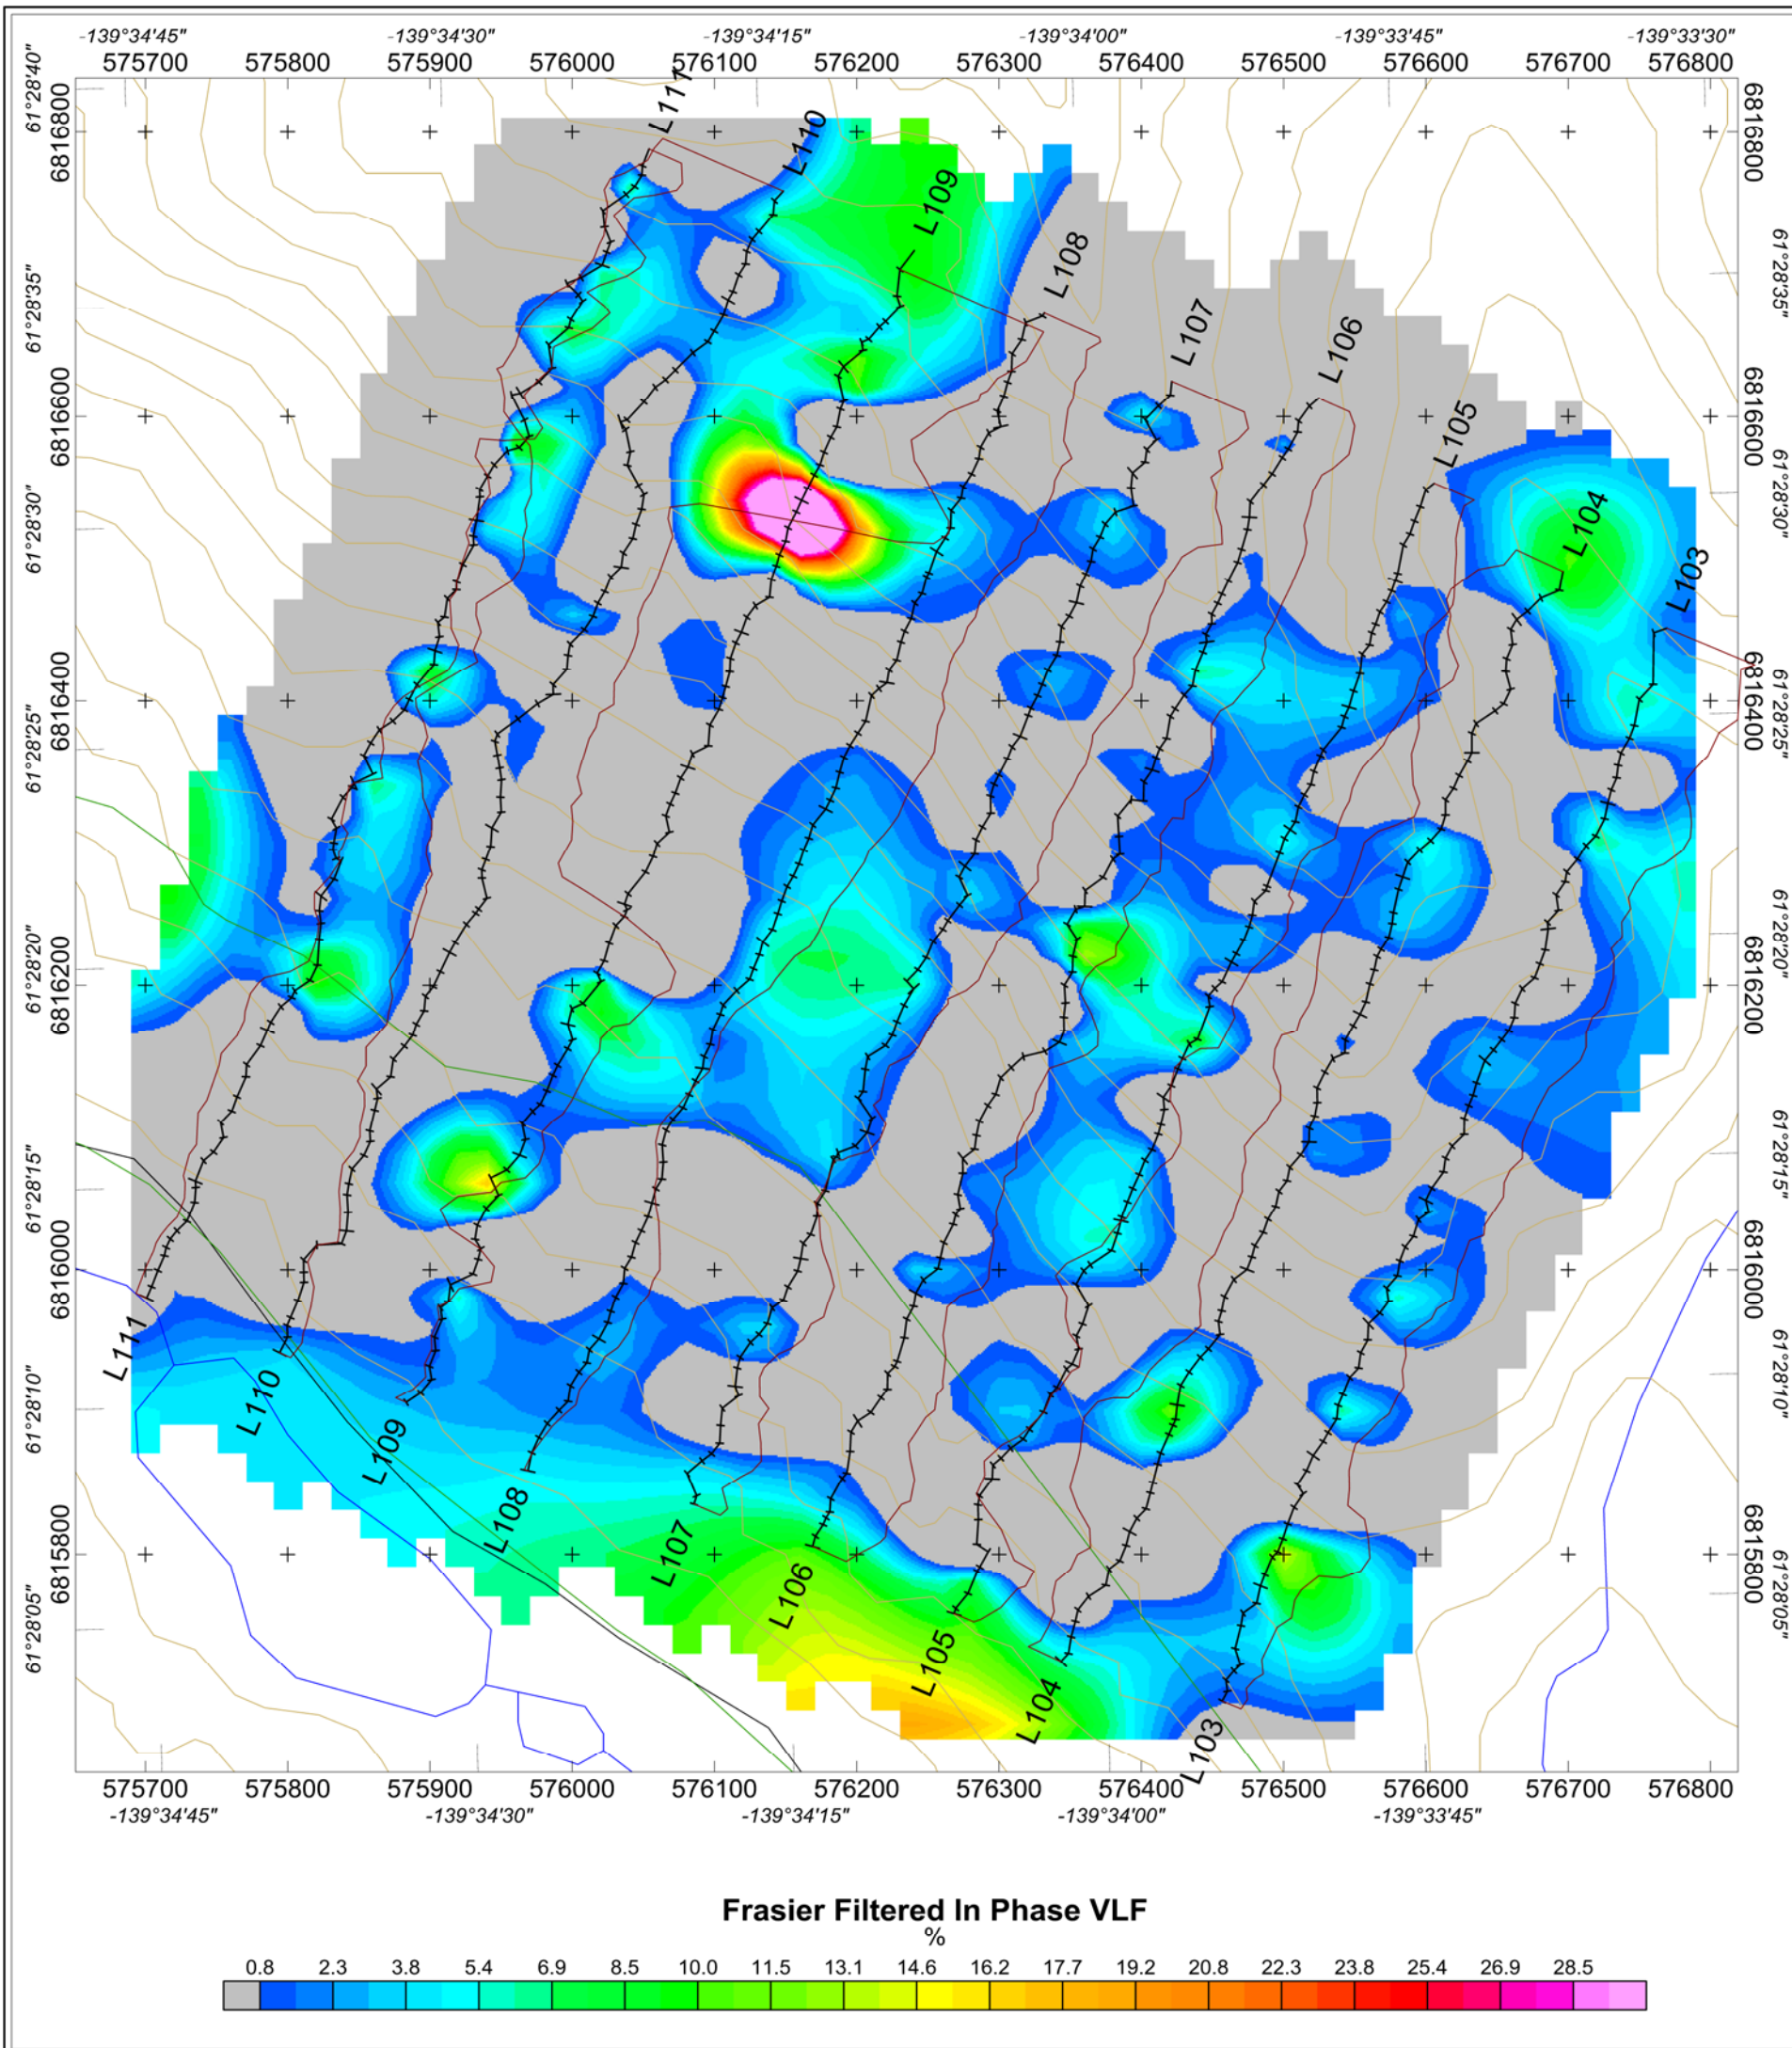 -139°34'45" -139°34'30" -139°34'15" -139°34'00" -139°33'45" -139°33'30"
575700 575800 575900 576000 576100 576200 576300 576400 576500 576600 576700 576800
61°28'40"
6816800 6816800
L111
L110
L109
L108
61°28'35" 61°28'35"
L107
L106
6816600 6816600
L105
61°28'30" 61°28'30"
L104
L103
6816400 6816400
61°28'25" 61°28'25"
61°28'20" 61°28'20"
6816200 6816200
61°28'15" 61°28'15"
6816000 6816000
L111
L110
61°28'10" 61°28'10"
L109
L108
6815800 6815800
L107
L106
61°28'05" 61°28'05"
L105
L104
L103
575700 575800 575900 576000 576100 576200 576300 576400 576500 576600 576700 576800
-139°34'45" -139°34'30" -139°34'15" -139°34'00" -139°33'45"
Frasier Filtered In Phase VLF
%
0.8 2.3 3.8 5.4 6.9 8.5 10.0 11.5 13.1 14.6 16.2 17.7 19.2 20.8 22.3 23.8 25.4 26.9 28.5